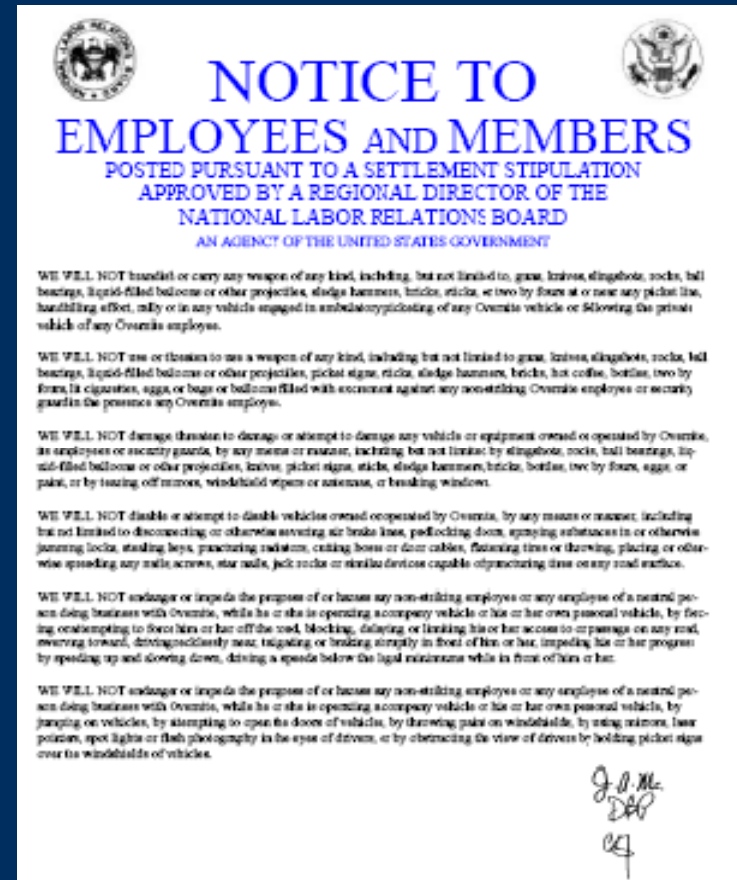 NATIONAL LABOR RELATIONS BOARD
NOTICE TO
EMPLOYEES AND MEMBERS
POSTED PURSUANT TO A SETTLEMENT STIPULATION
APPROVED BY A REGIONAL DIRECTOR OF THE
NATIONAL LABOR RELATIONS BOARD
AN AGENCY OF THE UNITED STATES GOVERNMENT
WE WILL NOT brandish or carry any weapon of any kind, including, but not limited to, guns, knives, slingshots, rocks, ball
bearings, liquid-filled balloons or other projectiles, sledge hammers, bricks, sticks, or two by fours at or near any picket line,
handbilling effort, rally or in any vehicle engaged in ambulatory picketing of any Overnite vehicle or following the private
vehicle of any Overnite employee.
WE WILL NOT use or threaten to use a weapon of any kind, including but not limited to guns, knives, slingshots, rocks, ball
bearings, liquid-filled balloons or other projectiles, picket signs, sticks, sledge hammers, bricks, hot coffee, bottles, two by
fours, lit cigarettes, eggs, or bags or balloons filled with excrement against any non-striking Overnite employee or security
guard in the presence any Overnite employee.
WE WILL NOT damage threaten to damage or attempt to damage any vehicle or equipment owned or operated by Overnite,
its employees or security guards, by any means or manner, including but not limited by slingshots, rocks, ball bearings, liq-
uid-filled balloons or other projectiles, knives, picket signs, sticks, sledge hammers, bricks, bottles, two by fours, eggs, or
paint, or by tearing off mirrors, windshield wipers or antennas, or breaking windows.
WE WILL NOT disable or attempt to disable vehicles owned or operated by Overnite, by any means or manner, including
but not limited to disconnecting or otherwise severing air brake lines, padlocking doors, spraying substances in or otherwise
jamming locks, stealing keys, puncturing radiators, cutting hoses or door cables, flattening tires or throwing, placing or other-
wise spreading any nails, screws, star nails, jack rocks or similar devices capable of puncturing tires on any road surface.
WE WILL NOT endanger or impede the progress of or harass any non-striking employee or any employee of a neutral per-
son doing business with Overnite, while he or she is operating a company vehicle or his or her own personal vehicle, by forc-
ing or attempting to force him or her off the road, blocking, delaying or limiting his or her access to or passage on any road,
swerving toward, driving recklessly near, tailgating or braking abruptly in front of him or her, impeding his or her progress
by speeding up and slowing down, driving a speeds below the legal minimums while in front of him or her.
WE WILL NOT endanger or impede the progress of or harass any non-striking employee or any employee of a neutral per-
son doing business with Overnite, while he or she is operating a company vehicle or his or her own personal vehicle, by
jumping on vehicles, by attempting to open the doors of vehicles, by throwing paint on windshields, by using mirrors, laser
pointers, spot lights or flash photography in the eyes of drivers, or by obstructing the view of drivers by holding picket signs
over the windshields of vehicles.